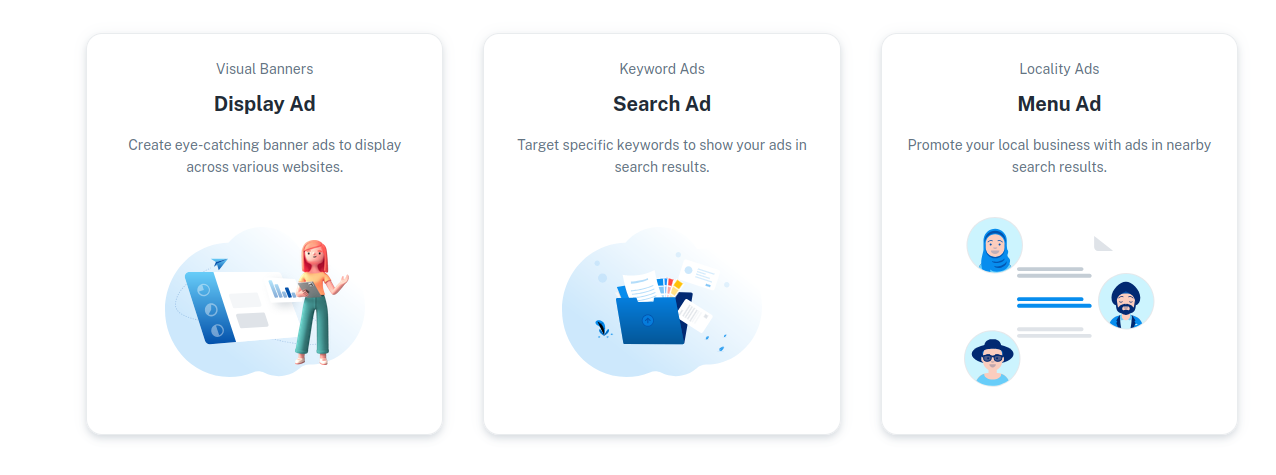 Visual Banners
Display Ad
Create eye-catching banner ads to display
across various websites.
Keyword Ads
Search Ad
Target specific keywords to show your ads in
search results.
Locality Ads
Menu Ad
Promote your local business with ads in nearby
search results.